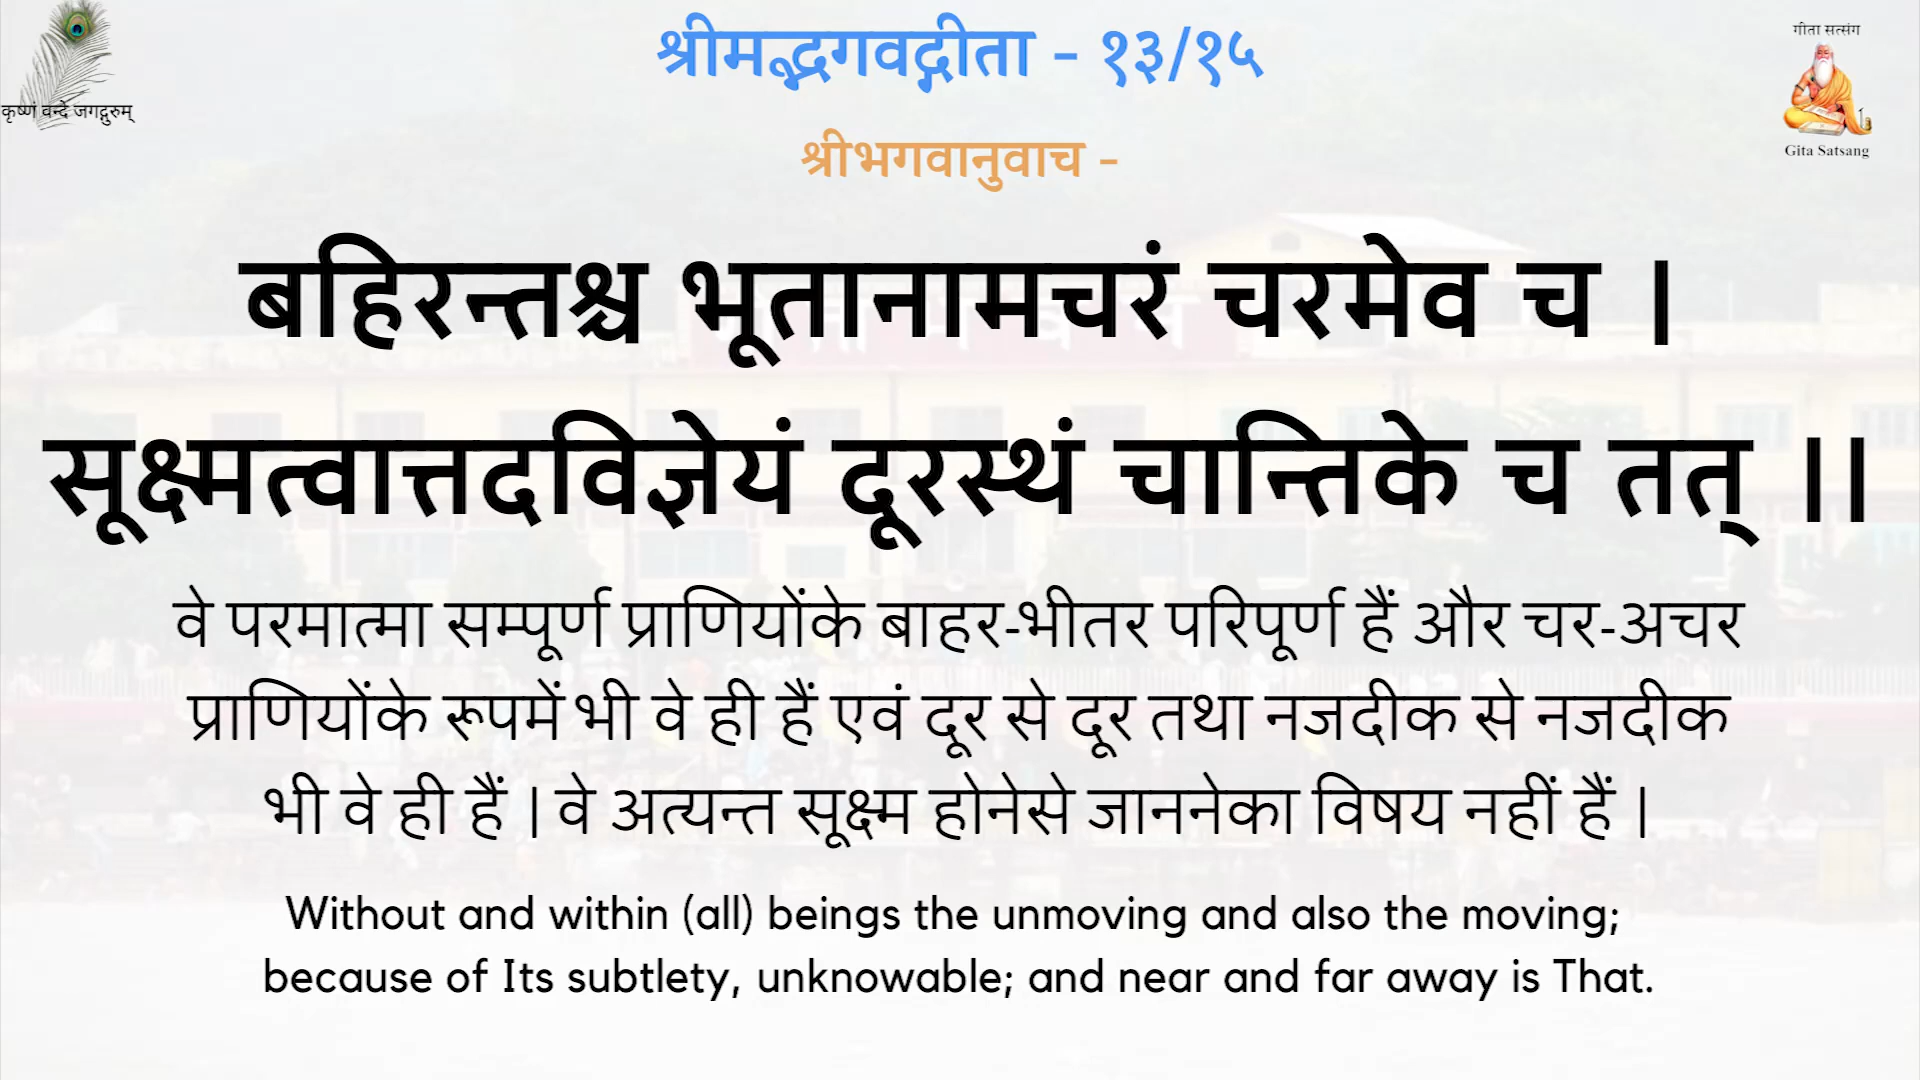 श्रीमद्भगवद्गीता - १३/१५
गीता सत्संग
कृष्णं वन्दे जगद्गुरुम्
Gita Satsang
श्रीभगवानुवाच -
बहिरन्तश्च भूतानामचरं चरमेव च ।
सूक्ष्मत्वात्तदविज्ञेयं दूरस्थं चान्तिके च तत् ।।
वे परमात्मा सम्पूर्ण प्राणियोंके बाहर-भीतर परिपूर्ण हैं और चर-अचर
प्राणियोंके रूपमें भी वे ही हैं एवं दूर से दूर तथा नजदीक से नजदीक
भी वे ही हैं | वे अत्यन्त सूक्ष्म होनेसे जाननेका विषय नहीं हैं |
Without and within (all) beings the unmoving and also the moving;
because of Its subtlety, unknowable; and near and far away is That.